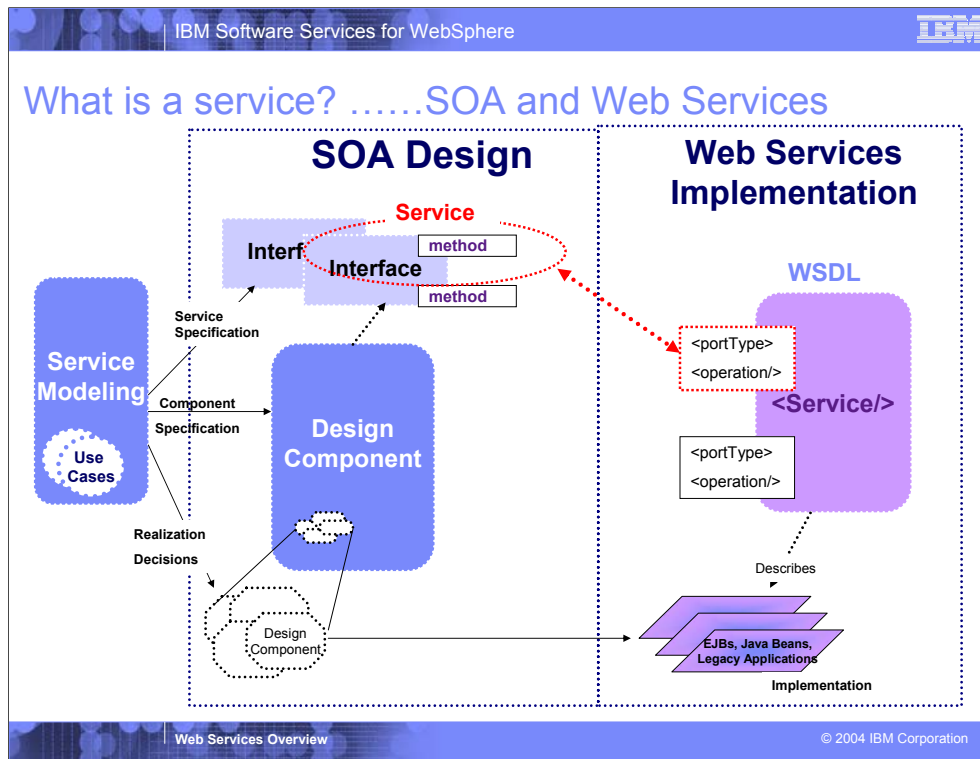 IBM Software Services for WebSphere
IBM
What is a service? ……SOA and Web Services
SOA Design
Web Services
Implementation
Service
Interf
method
Interface
method
WSDL
Service
Specification
<portType>
<operation/>
Service
Modeling
<Service/>
Component
Specification
Design
Component
Use
Cases
<portType>
<operation/>
Realization
Decisions
Describes
Design
Component
EJBs, Java Beans,
Legacy Applications
Implementation
Web Services Overview
© 2004 IBM Corporation